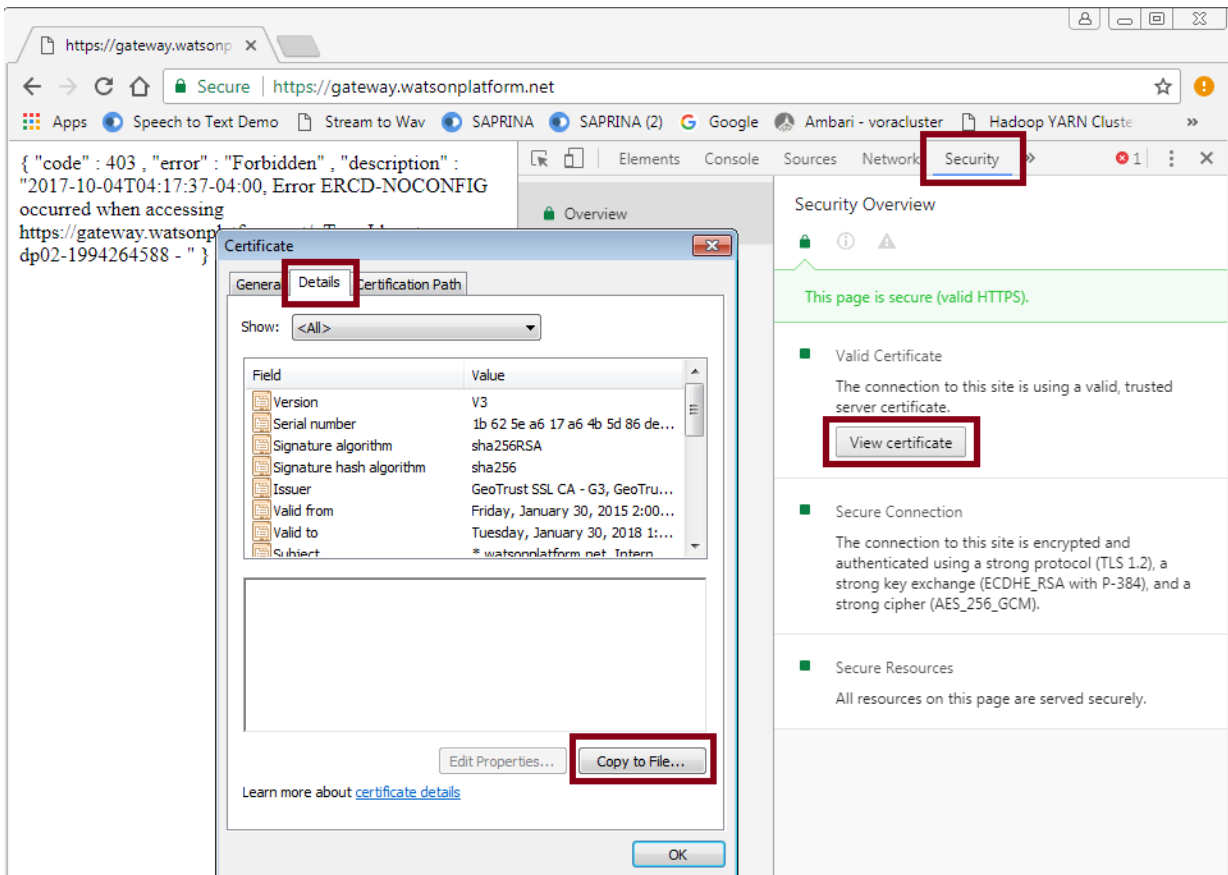 https://gateway.watsonp
Secure | https://gateway.watsonplatform.net
Apps Speech to Text Demo Stream to Wav SAPRINA SAPRINA (2) Google Ambari - voracluster Hadoop YARN Cluste »
{ "code" : 403 , "error" : "Forbidden" , "description" :
"2017-10-04T04:17:37-04:00, Error ERCD-NOCONFIG
occurred when accessing
https://gateway.watsonp
dp02-1994264588 - " }
Elements Console Sources Network Security » 1
Overview
Security Overview
This page is secure (valid HTTPS).
Valid Certificate
The connection to this site is using a valid, trusted
server certificate.
View certificate
Secure Connection
The connection to this site is encrypted and
authenticated using a strong protocol (TLS 1.2), a
strong key exchange (ECDHE_RSA with P-384), and a
strong cipher (AES_256_GCM).
Secure Resources
All resources on this page are served securely.
Certificate
General Details Certification Path
Show: <All>
Field Value
Version V3
Serial number 1b 62 5e a6 17 a6 4b 5d 86 de...
Signature algorithm sha256RSA
Signature hash algorithm sha256
Issuer GeoTrust SSL CA - G3, GeoTru...
Valid from Friday, January 30, 2015 2:00...
Valid to Tuesday, January 30, 2018 1:...
Subject *.watsonplatform.net, Intern
Edit Properties... Copy to File...
Learn more about certificate details
OK